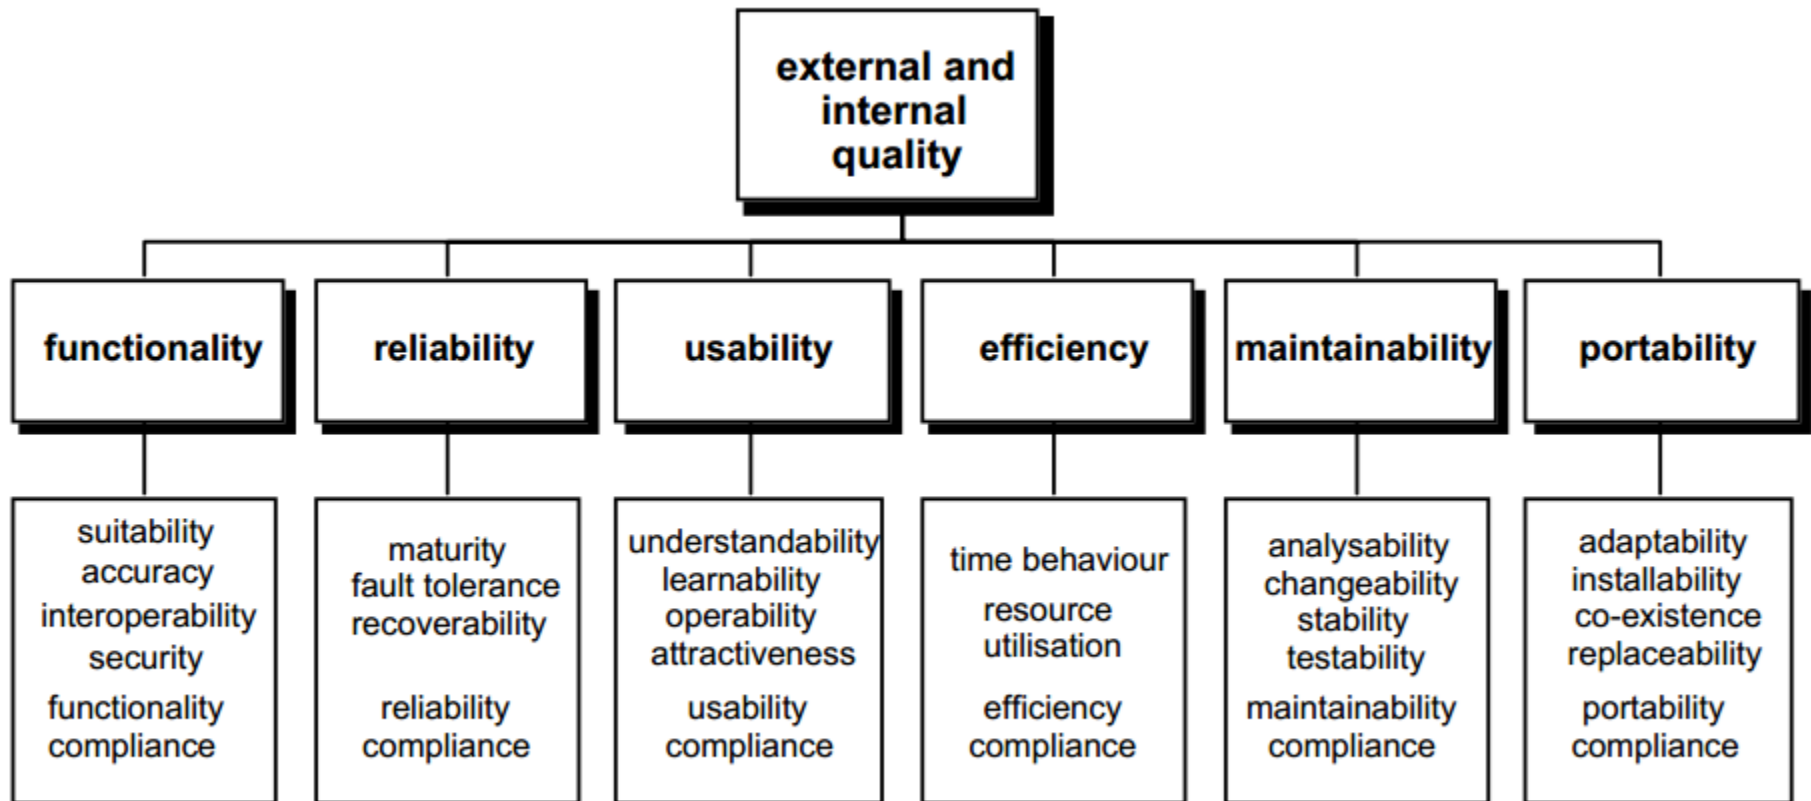 external and
internal
quality
functionality
reliability
usability
efficiency
maintainability
portability
suitability
accuracy
interoperability
security
functionality
compliance
maturity
fault tolerance
recoverability
reliability
compliance
understandability
learnability
operability
attractiveness
usability
compliance
time behaviour
resource
utilisation
efficiency
compliance
analysability
changeability
stability
testability
maintainability
compliance
adaptability
installability
co-existence
replaceability
portability
compliance